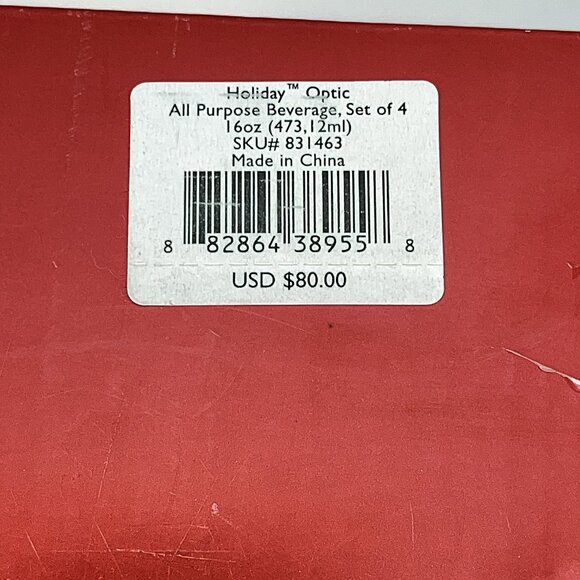 Holiday™ Optic
All Purpose Beverage, Set of 4
16oz (473,12ml)
SKU# 831463
Made in China
8 82864 38955 8
USD $80.00